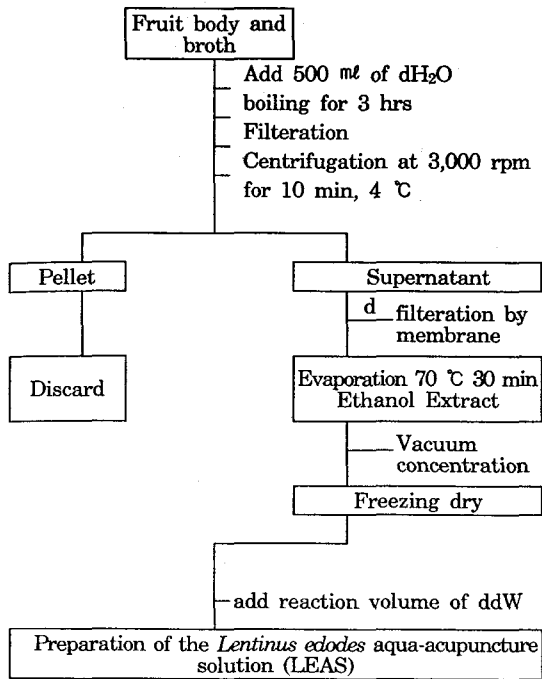 Fruit body and
broth
Add 500 ㎖ of dH₂O
boiling for 3 hrs
Filteration
Centrifugation at 3,000 rpm
for 10 min, 4 ℃
Pellet
Supernatant
d
filteration by
membrane
Discard
Evaporation 70 ℃ 30 min
Ethanol Extract
Vacuum
concentration
Freezing dry
add reaction volume of ddW
Preparation of the Lentinus edodes aqua-acupuncture
solution (LEAS)